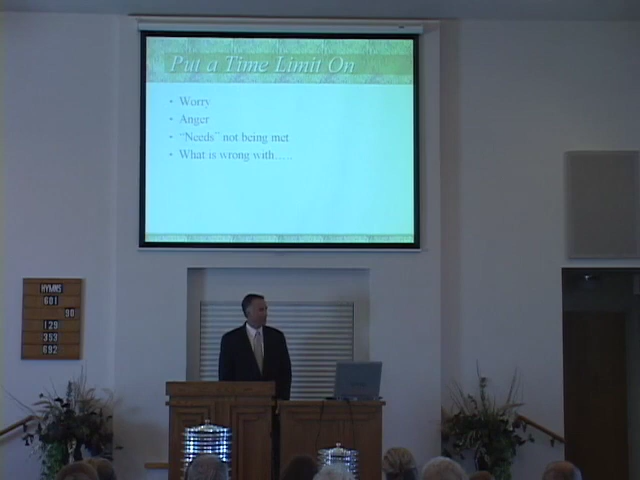 Put a Time Limit On
• Worry
• Anger
• "Needs" not being met
• What is wrong with…..
HYMNS
601
90
129
353
692